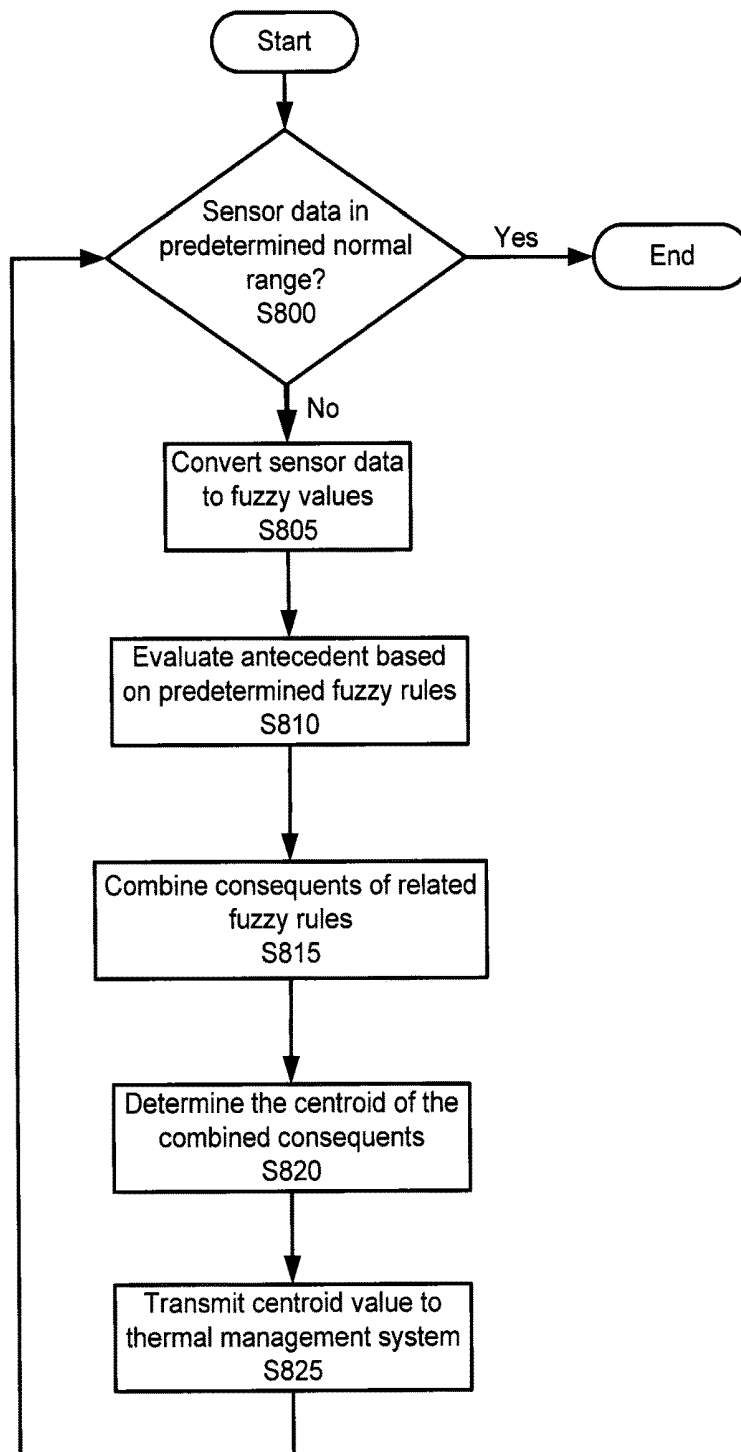 Start
Sensor data in
predetermined normal
range?
S800
Yes
End
No
Convert sensor data
to fuzzy values
S805
Evaluate antecedent based
on predetermined fuzzy rules
S810
Combine consequents of related
fuzzy rules
S815
Determine the centroid of the
combined consequents
S820
Transmit centroid value to
thermal management system
S825